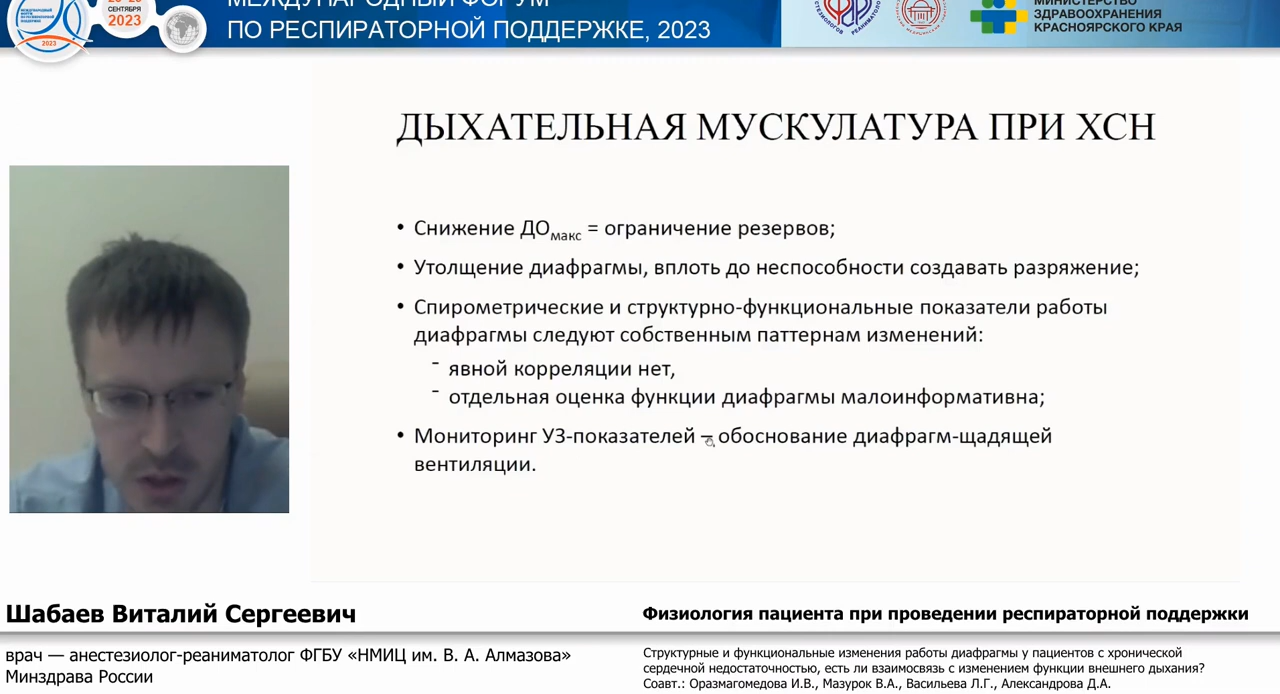 МЕЖДУНАРОДНЫЙ ФОРУМ
ПО РЕСПИРАТОРНОЙ ПОДДЕРЖКЕ, 2023
СЕНТЯБРЯ
2023
2023
МИНИСТЕРСТВО
ЗДРАВООХРАНЕНИЯ
КРАСНОЯРСКОГО КРАЯ
ДЫХАТЕЛЬНАЯ МУСКУЛАТУРА ПРИ ХСН
• Снижение ДОмакс = ограничение резервов;
• Утолщение диафрагмы, вплоть до неспособности создавать разряжение;
• Спирометрические и структурно-функциональные показатели работы
диафрагмы следуют собственным паттернам изменений:
- явной корреляции нет,
- отдельная оценка функции диафрагмы малоинформативна;
• Мониторинг УЗ-показателей – обоснование диафрагм-щадящей
вентиляции.
Шабаев Виталий Сергеевич
врач — анестезиолог-реаниматолог ФГБУ «НМИЦ им. В. А. Алмазова»
Минздрава России
Физиология пациента при проведении респираторной поддержки
Структурные и функциональные изменения работы диафрагмы у пациентов с хронической
сердечной недостаточностью, есть ли взаимосвязь с изменением функции внешнего дыхания?
Соавт.: Оразмагомедова И.В., Мазурок В.А., Васильева Л.Г., Александрова Д.А.